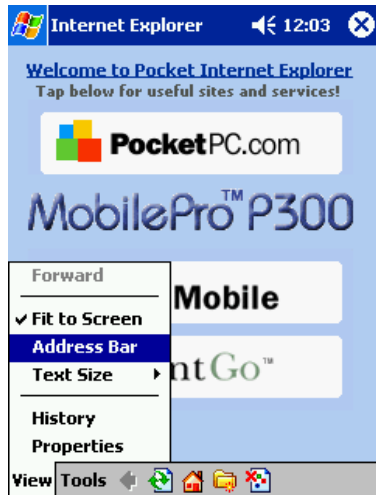 Internet Explorer 12:03
Welcome to Pocket Internet Explorer
Tap below for useful sites and services!
PocketPC.com
MobilePro™ P300
Mobile
ntGo™
Forward
Fit to Screen
Address Bar
Text Size
History
Properties
View Tools